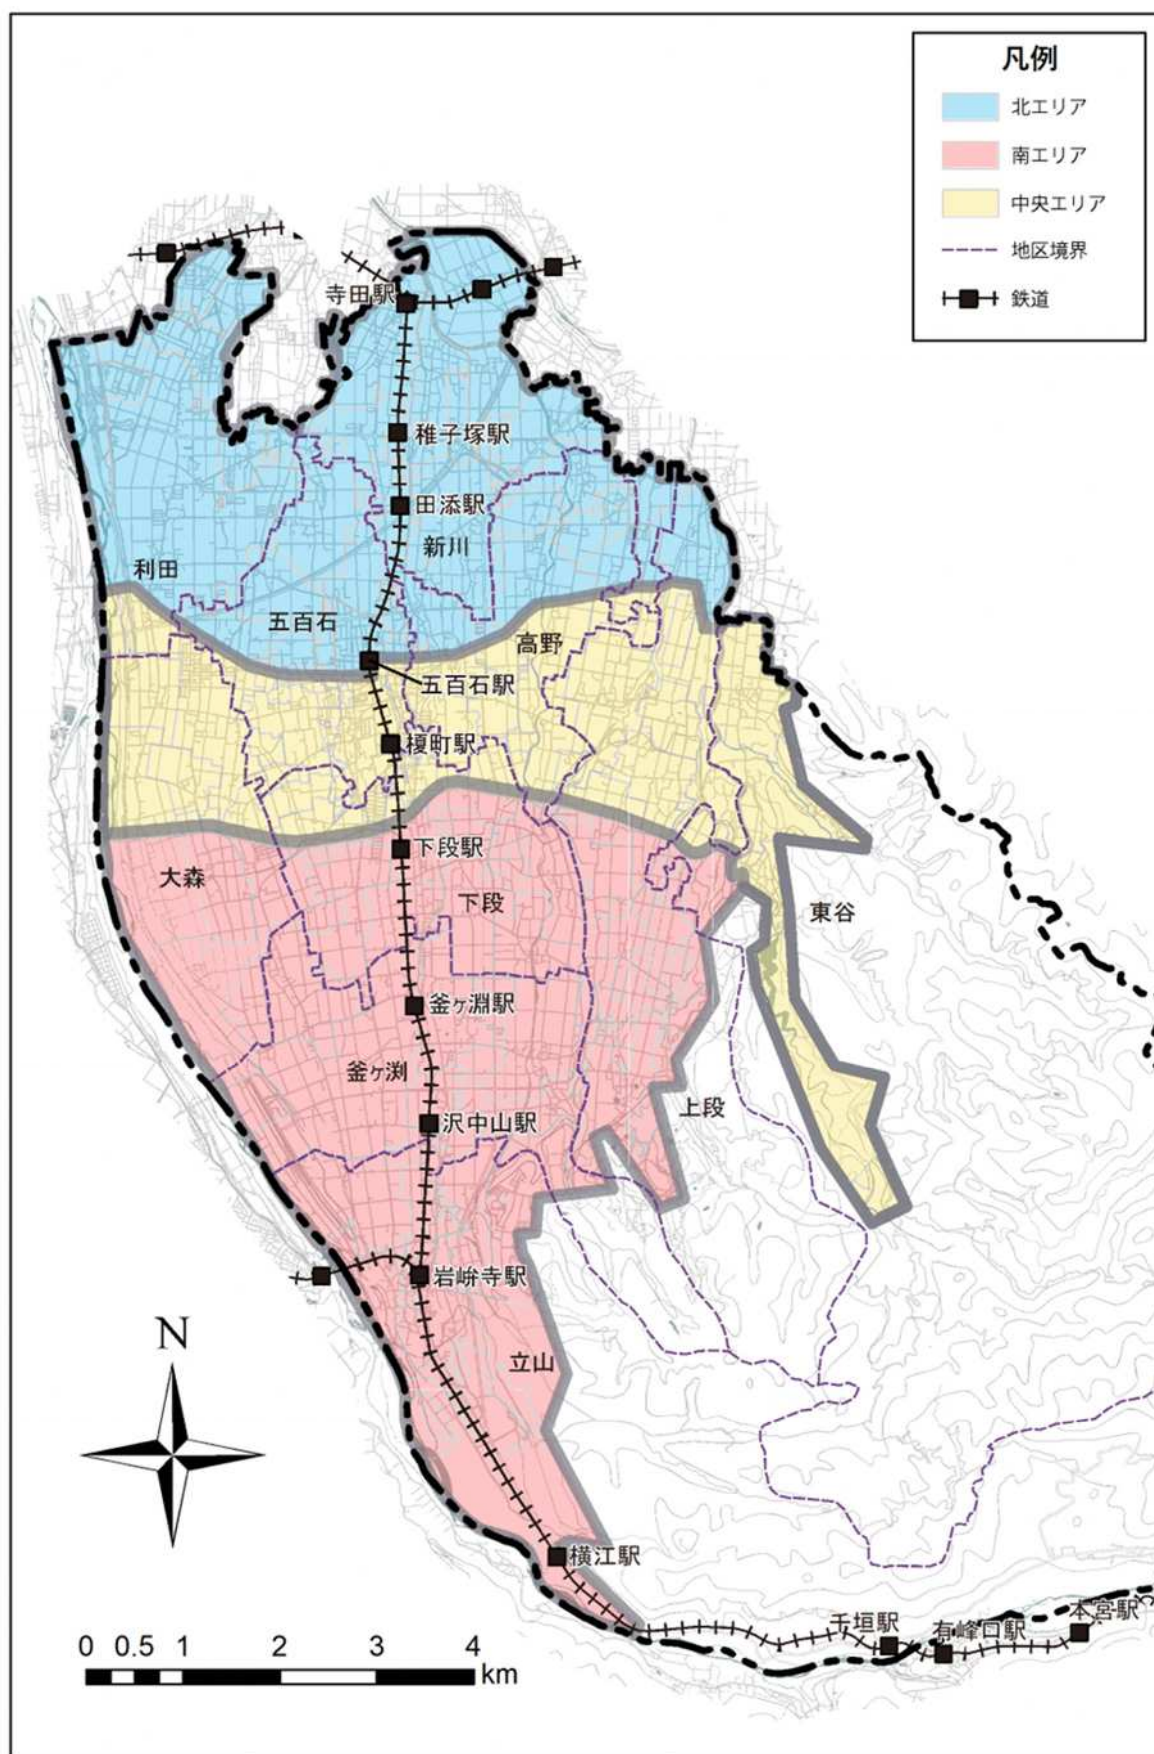 凡例
北エリア
南エリア
中央エリア
地区境界
鉄道
寺田駅
稚子塚駅
田添駅
新川
利田
五百石
高野
五百石駅
榎町駅
下段駅
大森
下段
東谷
釜ヶ淵駅
釜ヶ渕
上段
沢中山駅
岩峅寺駅
N
立山
横江駅
千垣駅
有峰口駅
本宮駅
0 0.5 1 2 3 4
km